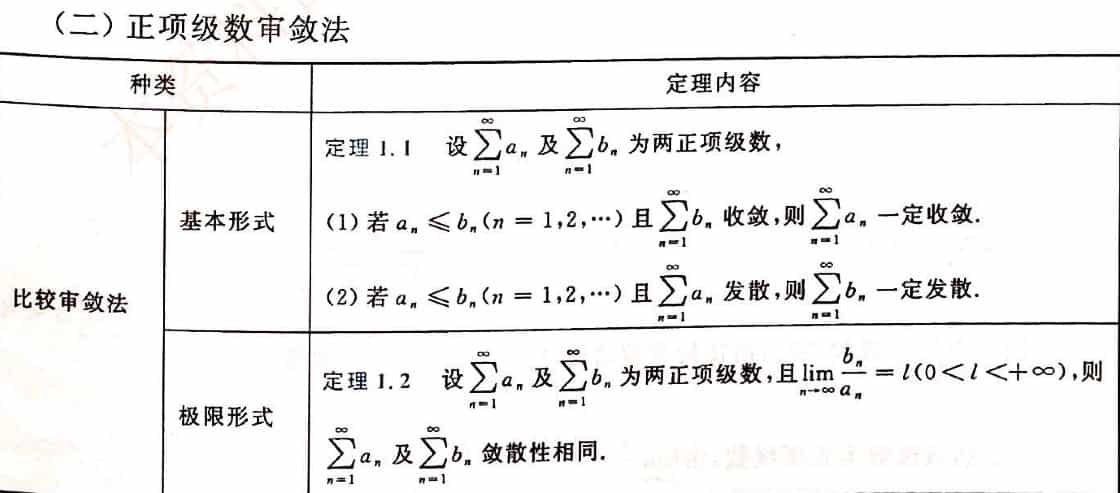 （二）正项级数审敛法
种类 定理内容
比较审敛法
基本形式
定理 1.1 设 $\sum_{n=1}^{\infty} a_n$ 及 $\sum_{n=1}^{\infty} b_n$ 为两正项级数,
(1) 若 $a_n \leqslant b_n (n = 1,2,\cdots)$ 且 $\sum_{n=1}^{\infty} b_n$ 收敛,则 $\sum_{n=1}^{\infty} a_n$ 一定收敛.
(2) 若 $a_n \leqslant b_n (n = 1,2,\cdots)$ 且 $\sum_{n=1}^{\infty} a_n$ 发散,则 $\sum_{n=1}^{\infty} b_n$ 一定发散.
极限形式
定理 1.2 设 $\sum_{n=1}^{\infty} a_n$ 及 $\sum_{n=1}^{\infty} b_n$ 为两正项级数,且 $\lim_{n \to \infty} \frac{b_n}{a_n} = l (0 < l < +\infty)$,则
$\sum_{n=1}^{\infty} a_n$ 及 $\sum_{n=1}^{\infty} b_n$ 敛散性相同.